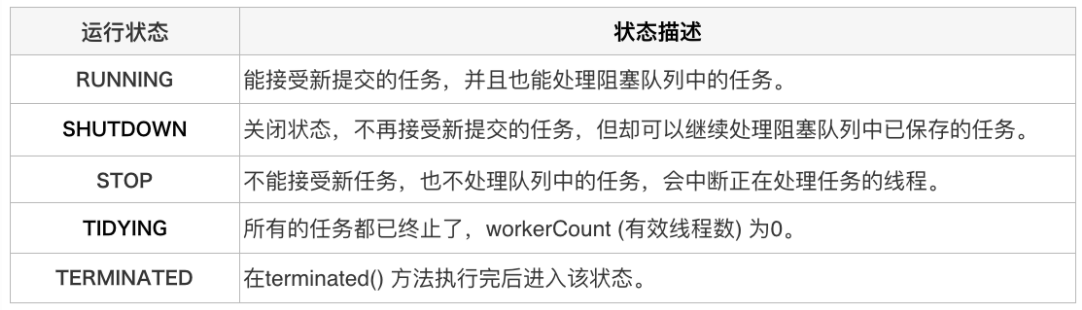 运行状态 状态描述
RUNNING 能接受新提交的任务，并且也能处理阻塞队列中的任务。
SHUTDOWN 关闭状态，不再接受新提交的任务，但却可以继续处理阻塞队列中已保存的任务。
STOP 不能接受新任务，也不处理队列中的任务，会中断正在处理任务的线程。
TIDYING 所有的任务都已终止了，workerCount (有效线程数) 为0。
TERMINATED 在terminated() 方法执行完后进入该状态。